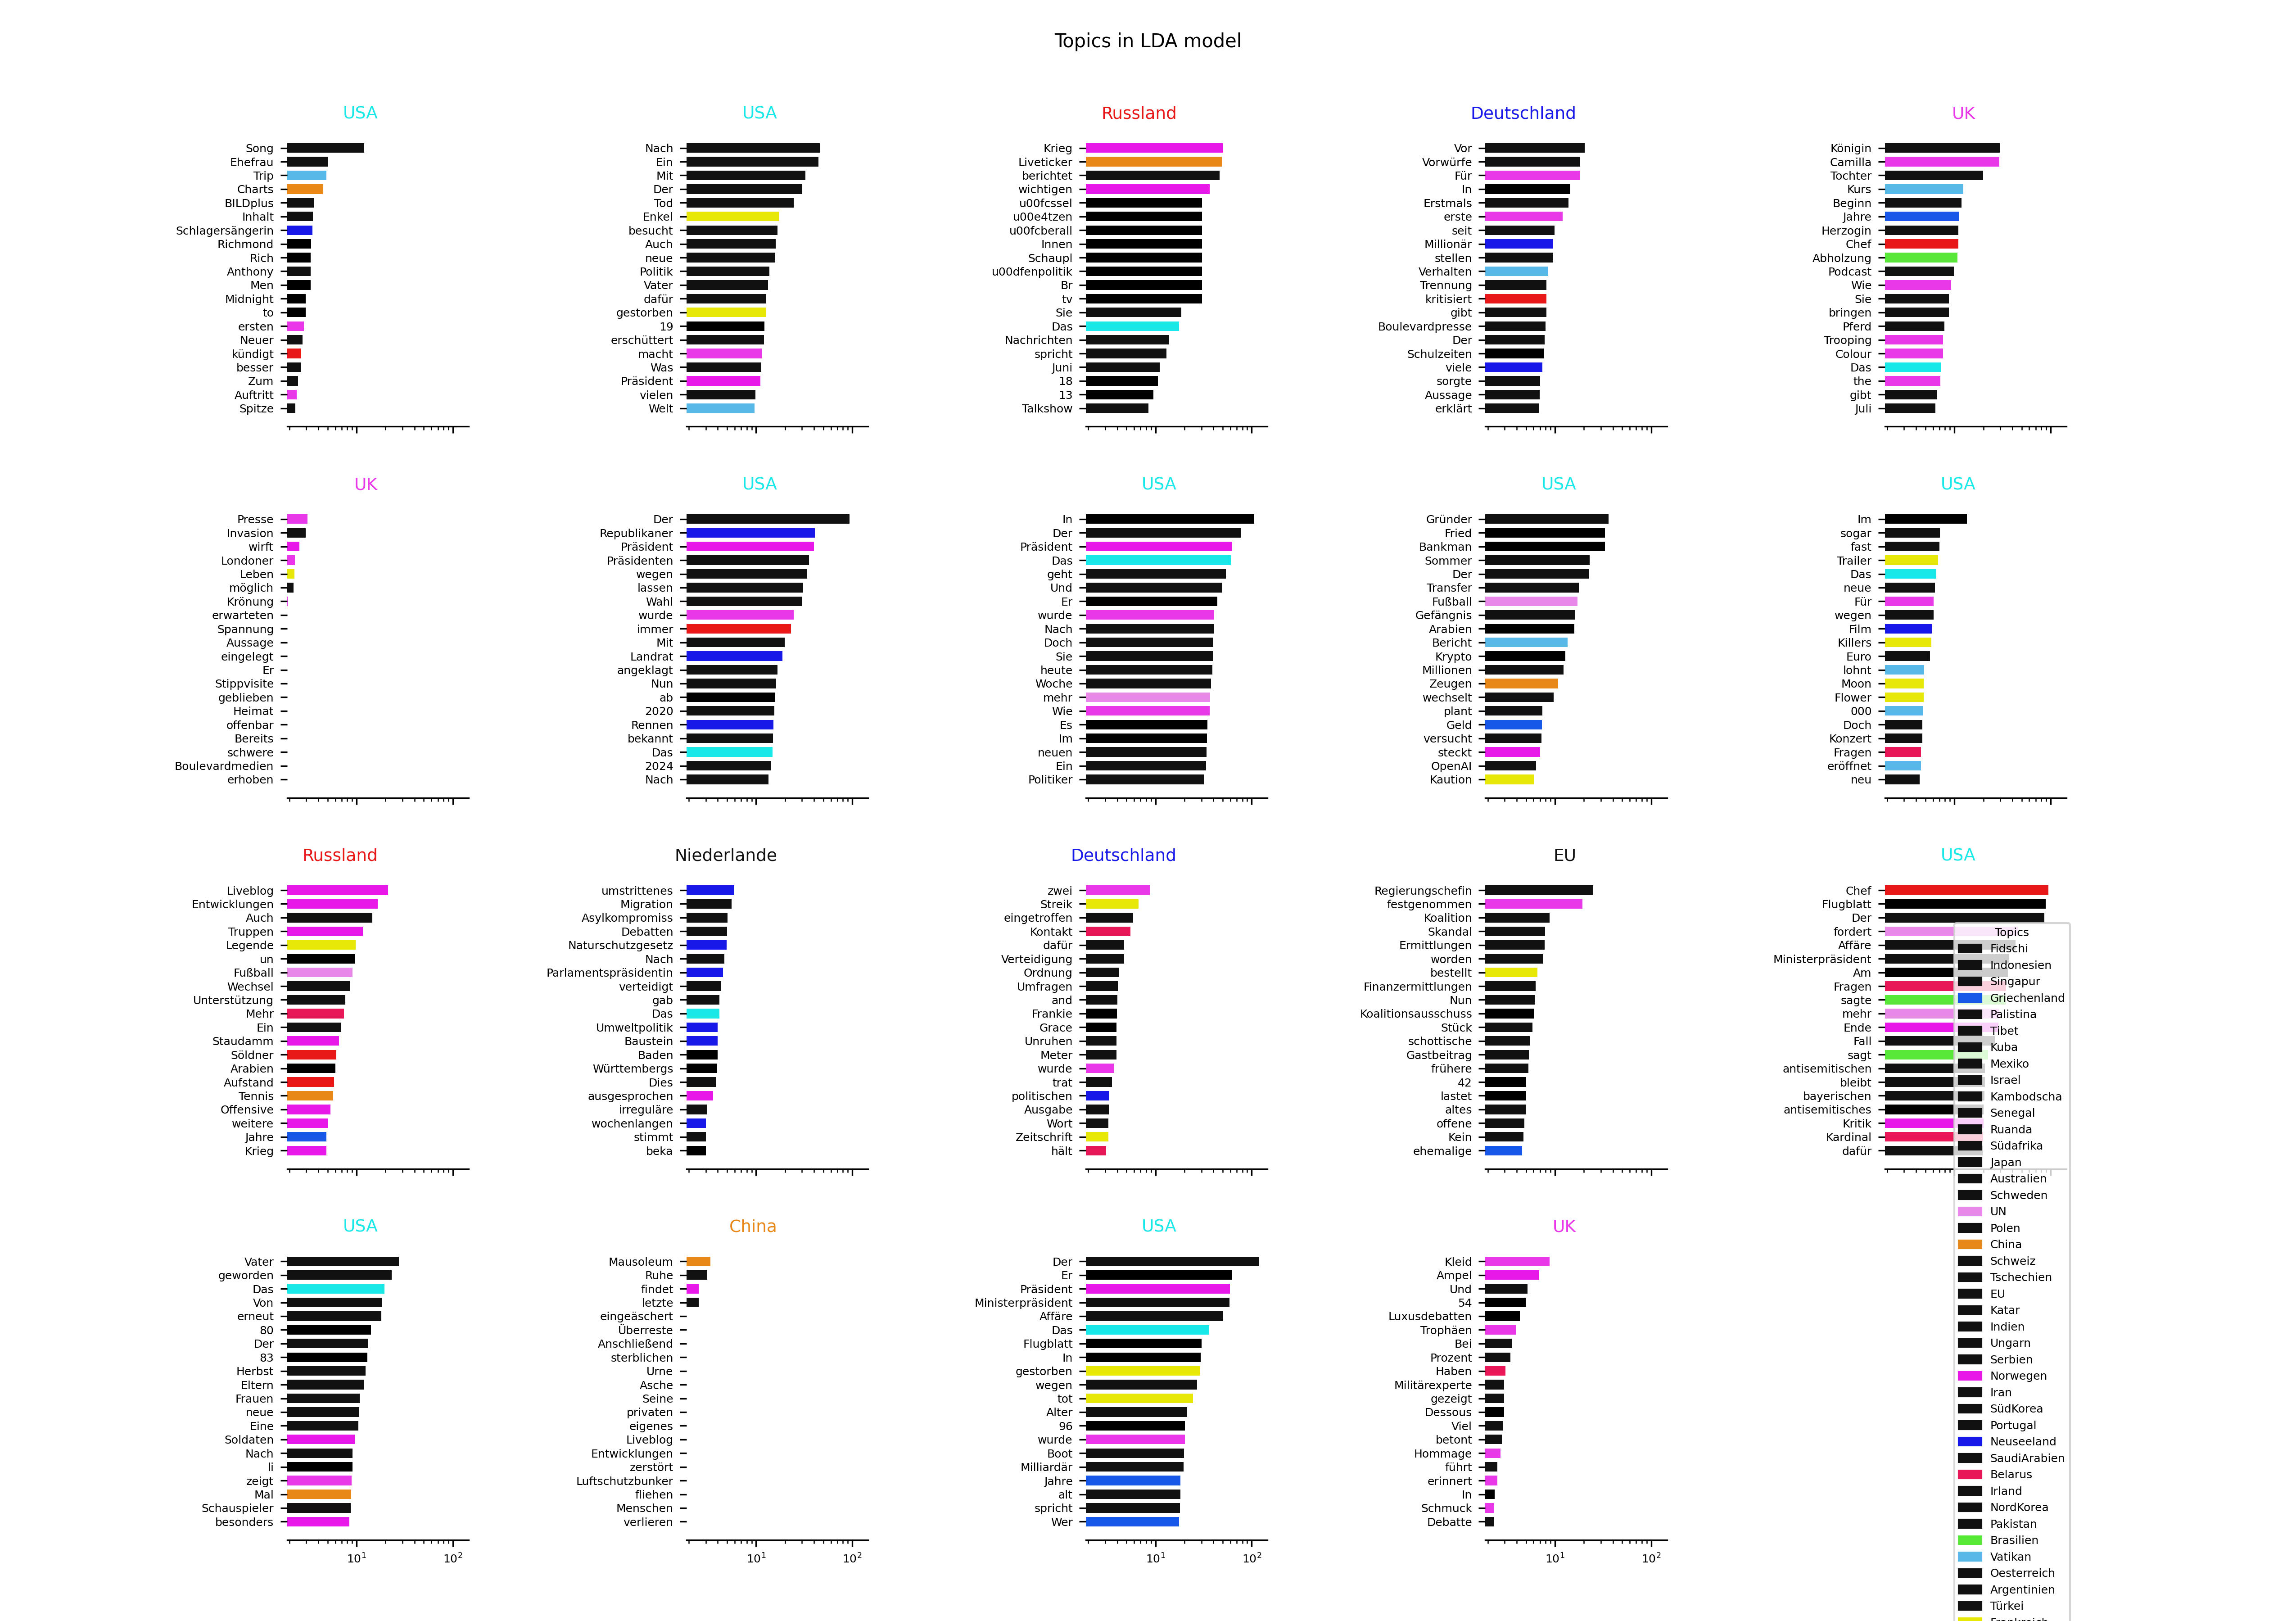 Topics in LDA model
USA
Song
Ehefrau
Trip
Charts
BILDplus
Inhalt
Schlagersängerin
Richmond
Rich
Anthony
Men
Midnight
to
ersten
Neuer
kündigt
besser
Zum
Auftritt
Spitze
USA
Nach
Ein
Mit
Der
Tod
Enkel
besucht
Auch
neue
Politik
Vater
dafür
gestorben
19
erschüttert
macht
Was
Präsident
vielen
Welt
Russland
Krieg
Liveticker
berichtet
wichtigen
u00fcssel
u00e4tzen
u00fcberall
Innen
Schaupl
u00dfenpolitik
Br
tv
Sie
Das
Nachrichten
spricht
Juni
18
13
Talkshow
Deutschland
Vor
Vorwürfe
Für
In
Erstmals
erste
seit
Millionär
stellen
Verhalten
Trennung
kritisiert
gibt
Boulevardpresse
Der
Schulzeiten
viele
sorgte
Aussage
erklärt
UK
Königin
Camilla
Tochter
Kurs
Beginn
Jahre
Herzogin
Chef
Abholzung
Podcast
Wie
Sie
bringen
Pferd
Trooping
Colour
Das
the
gibt
Juli
UK
Presse
Invasion
wirft
Londoner
Leben
möglich
Krönung
erwarteten
Spannung
Aussage
eingelegt
Er
Stippvisite
geblieben
Heimat
offenbar
Bereits
schwere
Boulevardmedien
erhoben
USA
Der
Republikaner
Präsident
Präsidenten
wegen
lassen
Wahl
wurde
immer
Mit
Landrat
angeklagt
Nun
ab
2020
Rennen
bekannt
Das
2024
Nach
USA
In
Der
Präsident
Das
geht
Und
Er
wurde
Nach
Doch
Sie
heute
Woche
mehr
Wie
Es
Im
neuen
Ein
Politiker
USA
Gründer
Fried
Bankman
Sommer
Der
Transfer
Fußball
Gefängnis
Arabien
Bericht
Krypto
Millionen
Zeugen
wechselt
plant
Geld
versucht
steckt
OpenAI
Kaution
USA
Im
sogar
fast
Trailer
Das
neue
Für
wegen
Film
Killers
Euro
lohnt
Moon
Flower
000
Doch
Konzert
Fragen
eröffnet
neu
Russland
Liveblog
Entwicklungen
Auch
Truppen
Legende
un
Fußball
Wechsel
Unterstützung
Mehr
Ein
Staudamm
Söldner
Arabien
Aufstand
Tennis
Offensive
weitere
Jahre
Krieg
Niederlande
umstrittenes
Migration
Asylkompromiss
Debatten
Naturschutzgesetz
Nach
Parlamentspräsidentin
verteidigt
gab
Das
Umweltpolitik
Baustein
Baden
Württembergs
Dies
ausgesprochen
irreguläre
wochenlangen
stimmt
beka
Deutschland
zwei
Streik
eingetroffen
Kontakt
dafür
Verteidigung
Ordnung
Umfragen
and
Frankie
Grace
Unruhen
Meter
wurde
trat
politischen
Ausgabe
Wort
Zeitschrift
hält
EU
Regierungschefin
festgenommen
Koalition
Skandal
Ermittlungen
worden
bestellt
Finanzermittlungen
Nun
Koalitionsausschuss
Stück
schottische
Gastbeitrag
frühere
42
lastet
altes
offene
Kein
ehemalige
USA
Chef
Flugblatt
Der
fordert
Affäre
Ministerpräsident
Am
Fragen
sagte
mehr
Ende
Fall
sagt
antisemitischen
bleibt
bayerischen
antisemitisches
Kritik
Kardinal
dafür
USA
Vater
geworden
Das
Von
erneut
80
Der
83
Herbst
Eltern
Frauen
neue
Eine
Soldaten
Nach
li
zeigt
Mal
Schauspieler
besonders
10^1 10^2
China
Mausoleum
Ruhe
findet
letzte
eingeäschert
Überreste
Anschließend
sterblichen
Urne
Asche
Seine
privaten
eigenes
Liveblog
Entwicklungen
zerstört
Luftschutzbunker
fliehen
Menschen
verlieren
10^1 10^2
USA
Der
Er
Präsident
Ministerpräsident
Affäre
Das
Flugblatt
In
gestorben
wegen
tot
Alter
96
wurde
Boot
Milliardär
Jahre
alt
spricht
Wer
10^1 10^2
UK
Kleid
Ampel
Und
54
Luxusdebatten
Trophäen
Bei
Prozent
Haben
Militärexperte
gezeigt
Dessous
Viel
betont
Hommage
führt
erinnert
In
Schmuck
Debatte
10^1 10^2
Topics
Fidschi
Indonesien
Singapur
Griechenland
Palistina
Tibet
Kuba
Mexiko
Israel
Kambodscha
Senegal
Ruanda
Südafrika
Japan
Australien
Schweden
UN
Polen
China
Schweiz
Tschechien
EU
Katar
Indien
Ungarn
Serbien
Norwegen
Iran
SüdKorea
Portugal
Neuseeland
SaudiArabien
Belarus
Irland
NordKorea
Pakistan
Brasilien
Vatikan
Oesterreich
Argentinien
Türkei